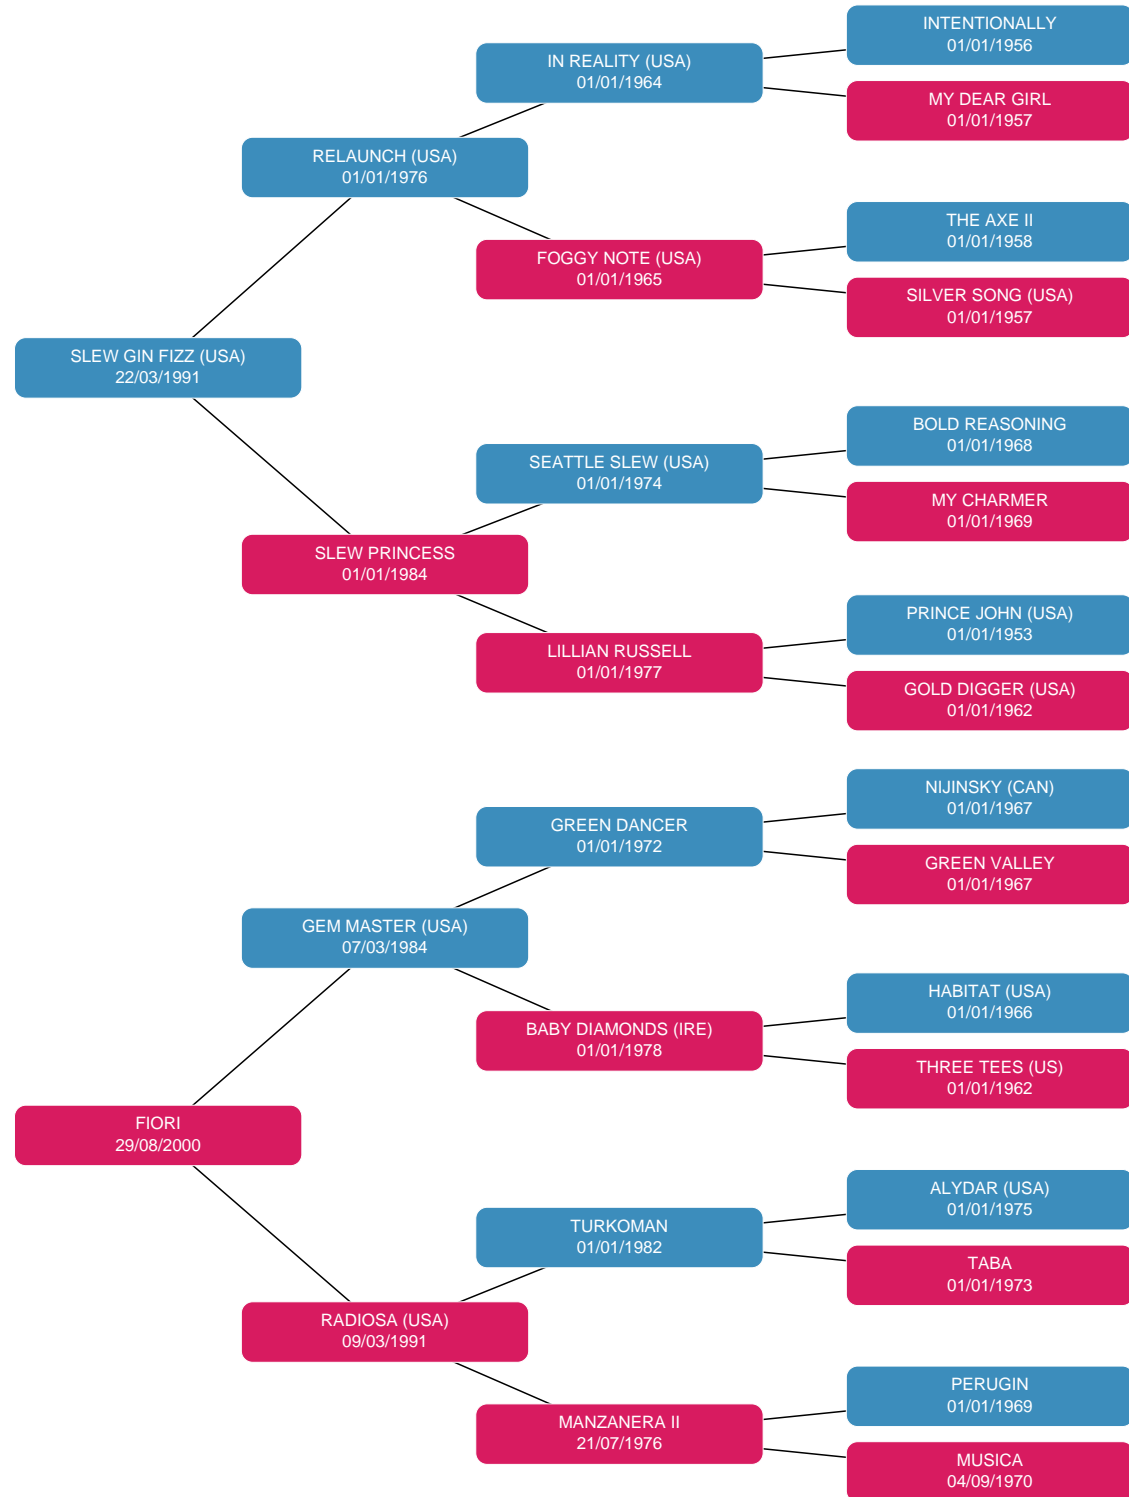 INTENTIONALLY
01/01/1956
IN REALITY (USA)
01/01/1964
MY DEAR GIRL
01/01/1957
RELAUNCH (USA)
01/01/1976
THE AXE II
01/01/1958
FOGGY NOTE (USA)
01/01/1965
SILVER SONG (USA)
01/01/1957
SLEW GIN FIZZ (USA)
22/03/1991
BOLD REASONING
01/01/1968
SEATTLE SLEW (USA)
01/01/1974
MY CHARMER
01/01/1969
SLEW PRINCESS
01/01/1984
PRINCE JOHN (USA)
01/01/1953
LILLIAN RUSSELL
01/01/1977
GOLD DIGGER (USA)
01/01/1962
NIJINSKY (CAN)
01/01/1967
GREEN DANCER
01/01/1972
GREEN VALLEY
01/01/1967
GEM MASTER (USA)
07/03/1984
HABITAT (USA)
01/01/1966
BABY DIAMONDS (IRE)
01/01/1978
THREE TEES (US)
01/01/1962
FIORI
29/08/2000
ALYDAR (USA)
01/01/1975
TURKOMAN
01/01/1982
TABA
01/01/1973
RADIOSA (USA)
09/03/1991
PERUGIN
01/01/1969
MANZANERA II
21/07/1976
MUSICA
04/09/1970